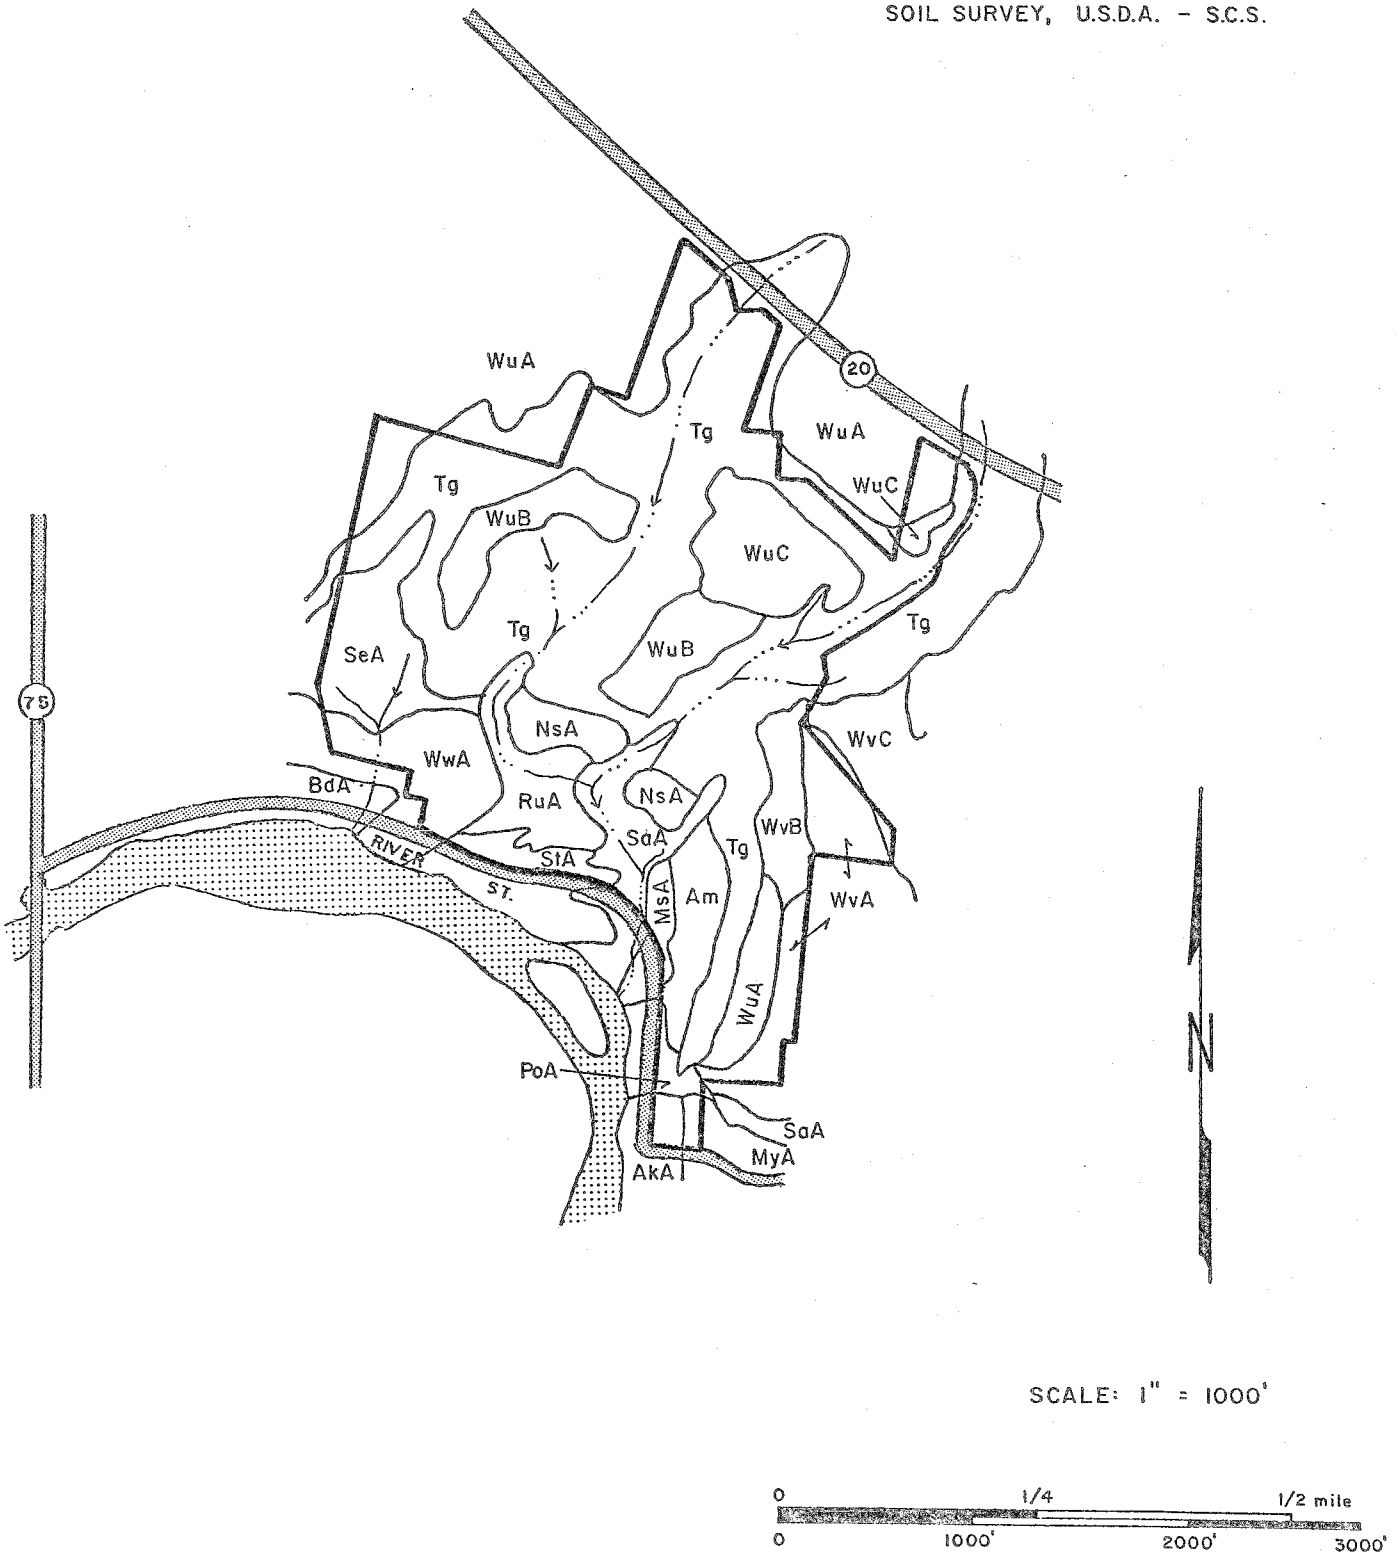 SOIL SURVEY, U.S.D.A. - S.C.S.
WuA
20
Tg
WuA
Tg
WuC
WuB
WuC
Tg
Tg
SeA
WuB
75
NsA
WvC
WwA
BdA
RuA
NsA
WvB
SaA
Tg
RIVER
StA
ST.
MsA
Am
WvA
WuA
PoA
SaA
MyA
AkA
N
SCALE: 1" = 1000'
0 1/4 1/2 mile
0 1000' 2000' 3000'